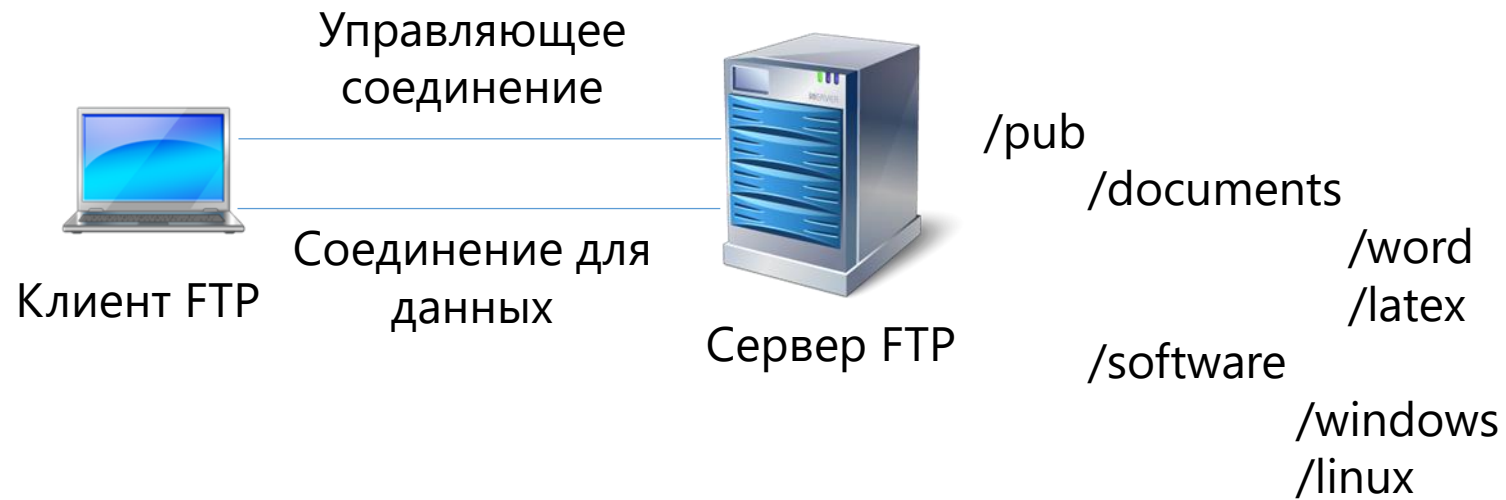 Управляющее
соединение
Соединение для
данных
Клиент FTP
Сервер FTP
/pub
/documents
/word
/latex
/software
/windows
/linux